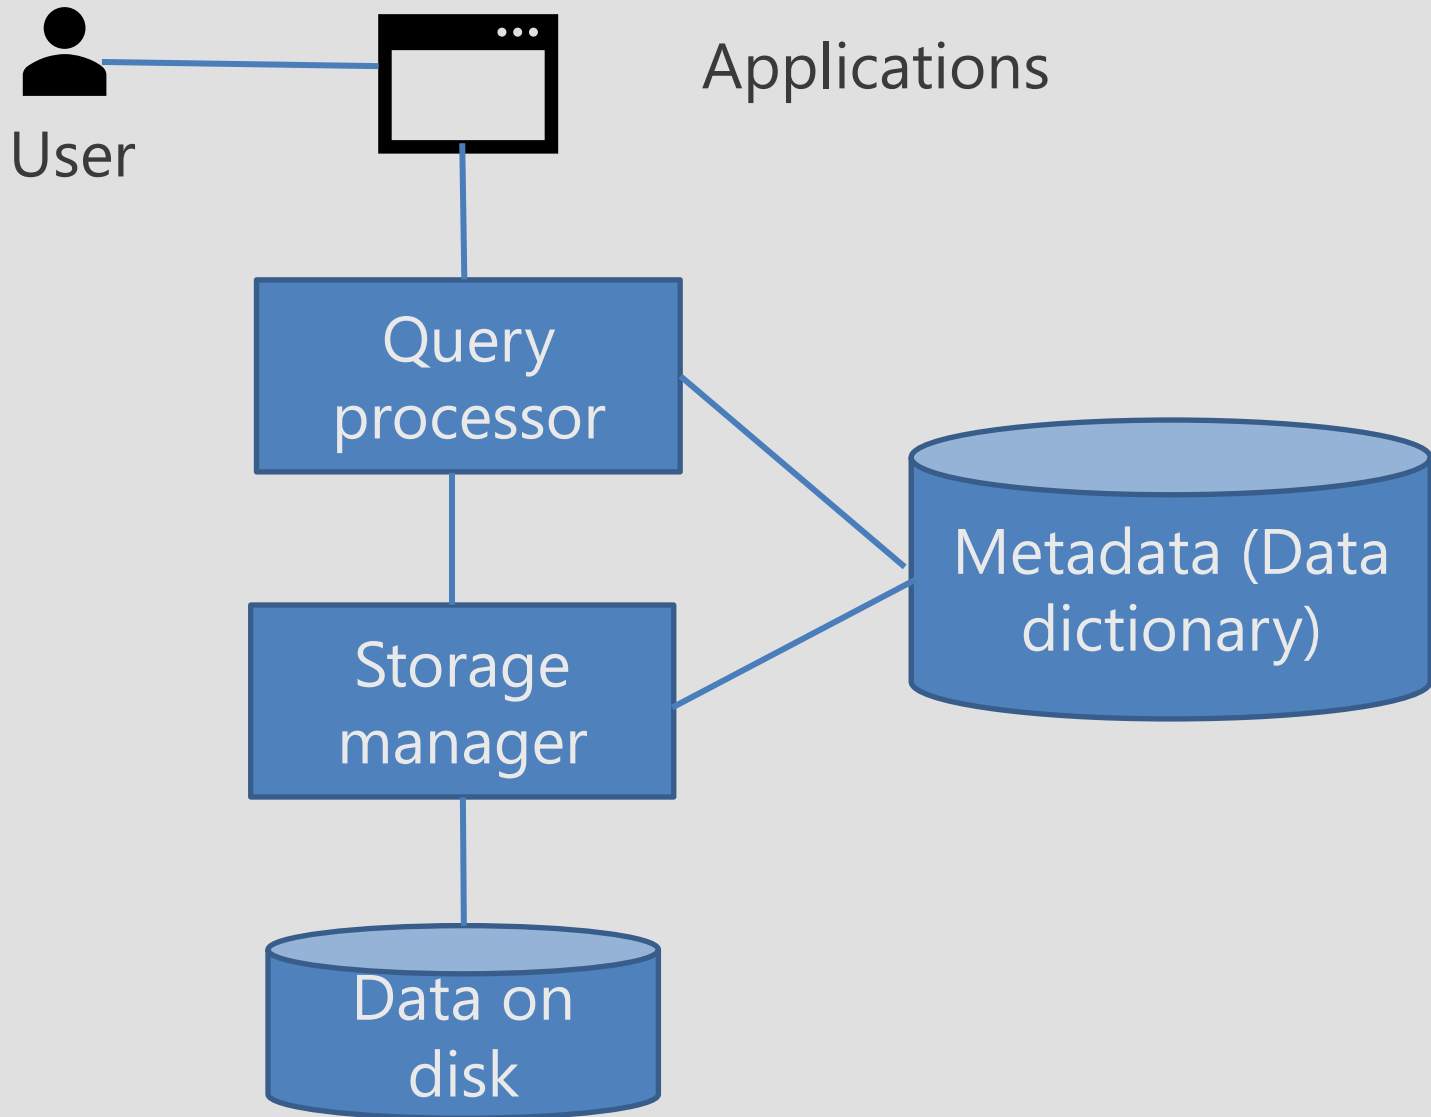 Applications
User
Query
processor
Metadata (Data
dictionary)
Storage
manager
Data on
disk